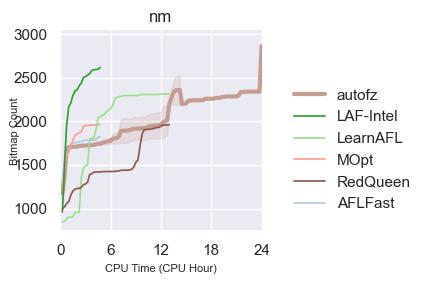 nm
3000
2500
2000
1500
1000
Bitmap Count
0 6 12 18 24
CPU Time (CPU Hour)
autofz
LAF-Intel
LearnAFL
MOpt
RedQueen
AFLFast